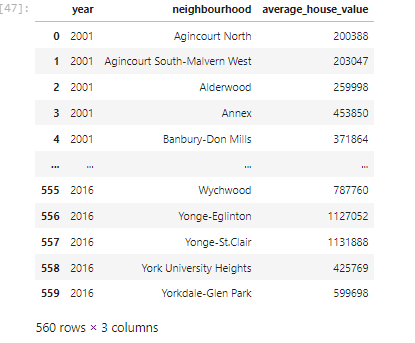 [47]:
year neighbourhood average_house_value
0 2001 Agincourt North 200388
1 2001 Agincourt South-Malvern West 203047
2 2001 Alderwood 259998
3 2001 Annex 453850
4 2001 Banbury-Don Mills 371864
... ... ... ...
555 2016 Wychwood 787760
556 2016 Yonge-Eglinton 1127052
557 2016 Yonge-St.Clair 1131888
558 2016 York University Heights 425769
559 2016 Yorkdale-Glen Park 599698
560 rows × 3 columns